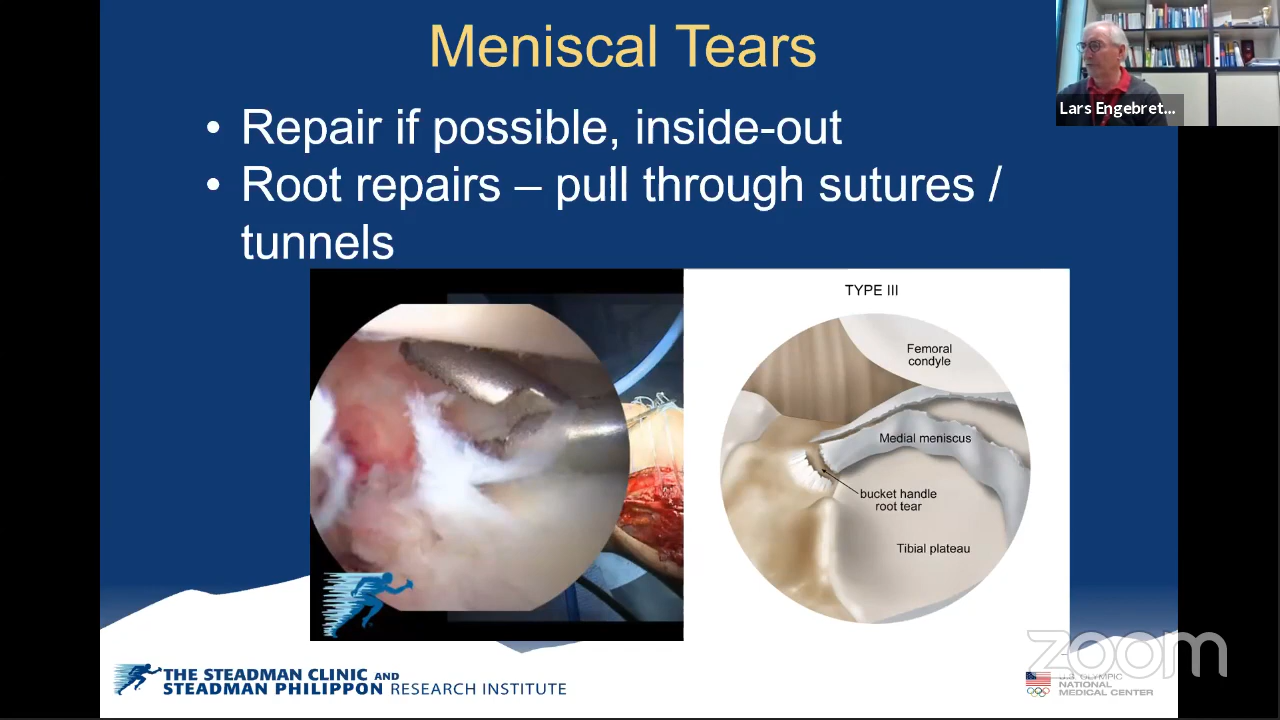 Meniscal Tears
Lars Engebret...
• Repair if possible, inside-out
• Root repairs – pull through sutures /
tunnels
TYPE III
Femoral
condyle
Medial meniscus
bucket handle
root tear
Tibial plateau
zoom
THE STEADMAN CLINIC AND
STEADMAN PHILIPPON RESEARCH INSTITUTE
U.S. OLYMPIC
NATIONAL
MEDICAL CENTER